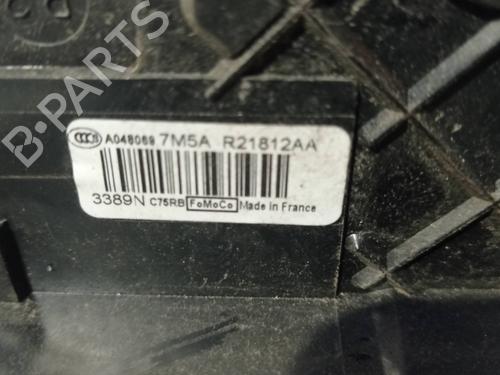 A048069 7M5A R21812AA
3389N C75RB FoMoCo Made in France
B-PARTS